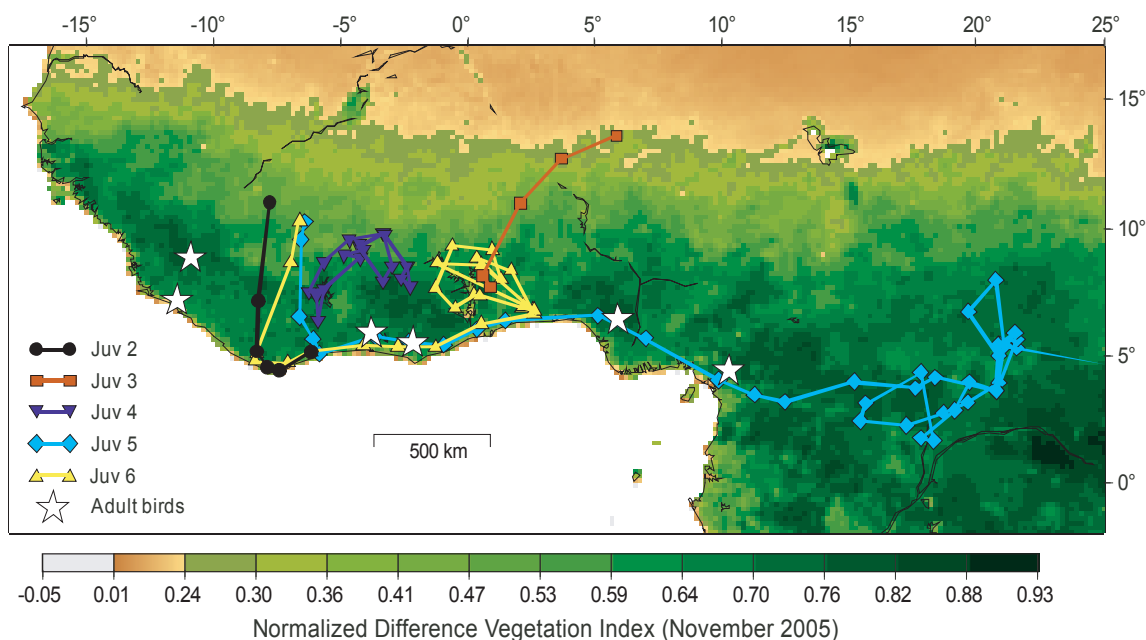 -15° -10° -5° 0° 5° 10° 15° 20° 25°
15°
10°
5°
0°
Juv 2
Juv 3
Juv 4
Juv 5
Juv 6
Adult birds
500 km
-0.05 0.01 0.24 0.30 0.36 0.41 0.47 0.53 0.59 0.64 0.70 0.76 0.82 0.88 0.93
Normalized Difference Vegetation Index (November 2005)